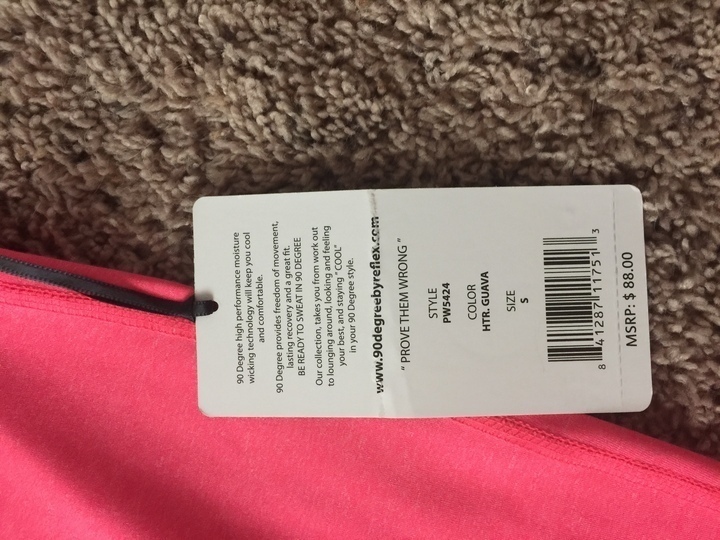 90 Degree high performance moisture
wicking technology will keep you cool
and comfortable.
90 Degree provides freedom of movement,
lasting recovery and a great fit.
BE READY TO SWEAT IN 90 DEGREE
Our collection, takes you from work out
to lounging around, looking and feeling
your best, and staying "COOL"
in your 90 Degree style.
www.90degreebyreflex.com
" PROVE THEM WRONG "
STYLE
PW5424
COLOR
HTR. GUAVA
SIZE
S
8 41287 11751 3
MSRP: $ 88.00